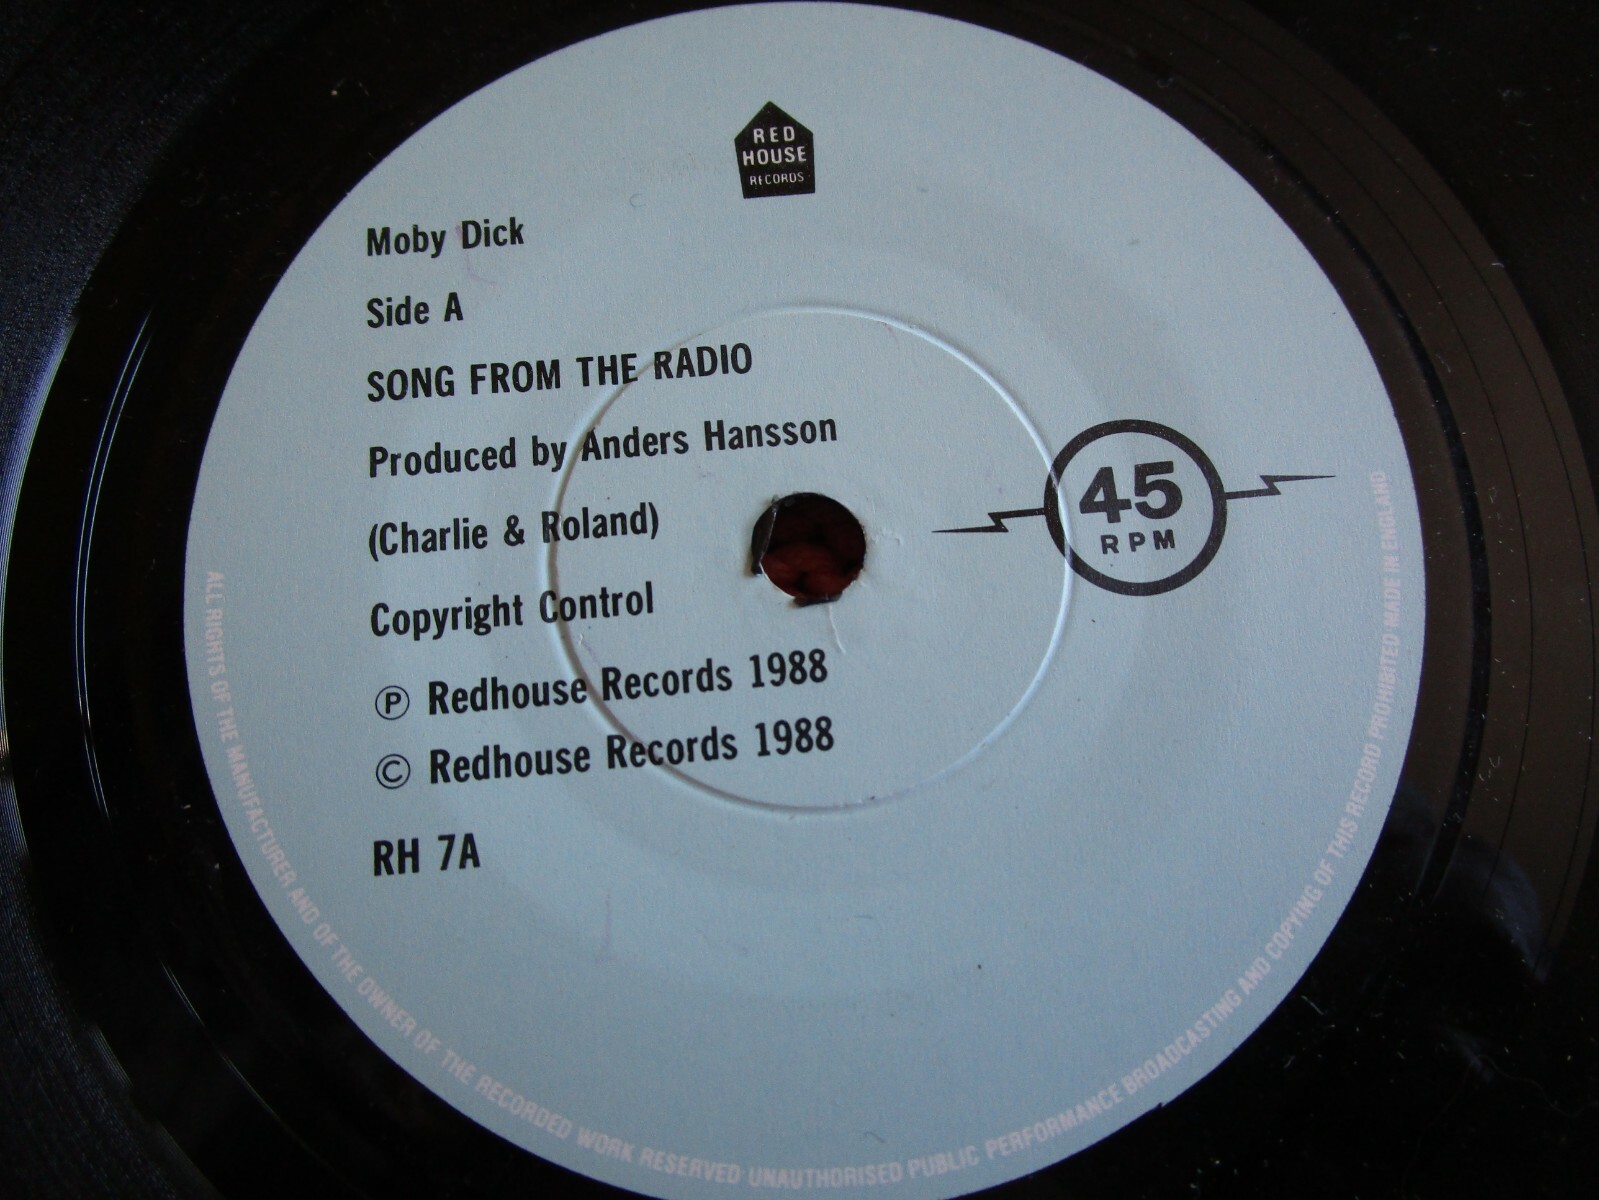 RED
HOUSE
RECORDS
Moby Dick
Side A
SONG FROM THE RADIO
Produced by Anders Hansson
(Charlie & Roland)
Copyright Control
Ⓟ Redhouse Records 1988
© Redhouse Records 1988
RH 7A
45
RPM
ALL RIGHTS OF THE MANUFACTURER AND OF THE OWNER OF THE RECORDED WORK RESERVED UNAUTHORISED PUBLIC PERFORMANCE BROADCASTING AND COPYING OF THIS RECORD PROHIBITED MADE IN ENGLAND